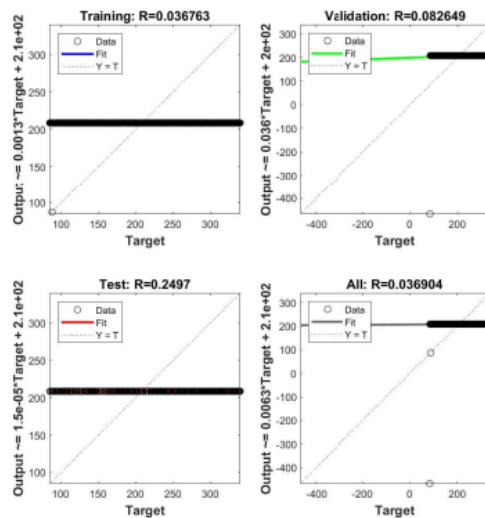 Training: R=0.036763
Output ~= 0.0013*Target + 2.1e+02
300
250
200
150
100
Data
Fit
Y = T
100 150 200 250 300
Target
Validation: R=0.082649
Output ~= 0.036*Target + 2e+02
300
200
100
0
-100
-200
-300
-400
Data
Fit
Y = T
-400 -200 0 200
Target
Test: R=0.2497
Output ~= 1.5e-05*Target + 2.1e+02
300
250
200
150
100
Data
Fit
Y = T
100 150 200 250 300
Target
All: R=0.036904
Output ~= 0.0063*Target + 2.1e+02
300
200
100
0
-100
-200
-300
-400
Data
Fit
Y = T
-400 -200 0 200
Target